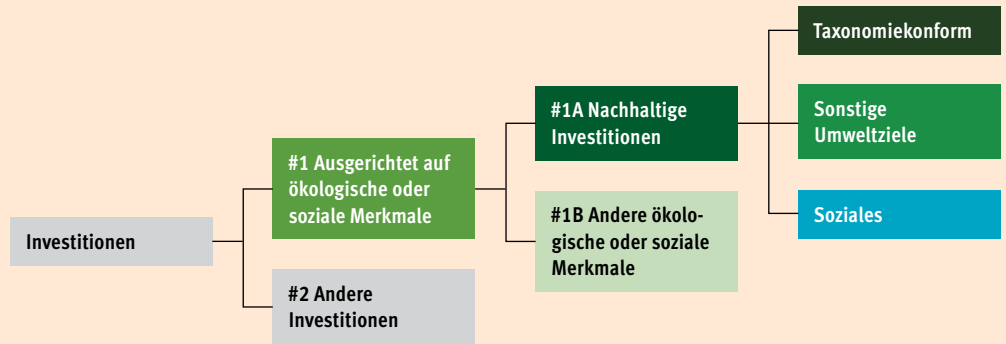 Investitionen
#1 Ausgerichtet auf
ökologische oder
soziale Merkmale
#2 Andere
Investitionen
#1A Nachhaltige
Investitionen
#1B Andere ökolo-
gische oder soziale
Merkmale
Taxonomiekonform
Sonstige
Umweltziele
Soziales